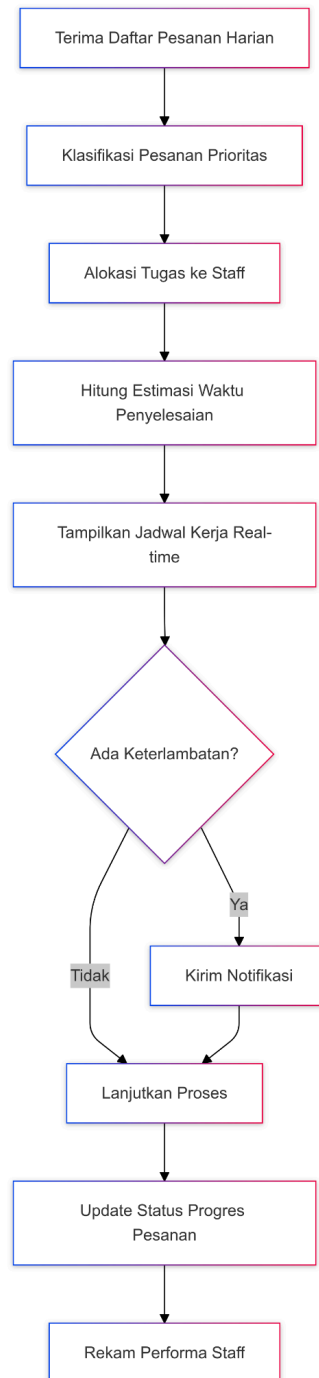 Terima Daftar Pesanan Harian
Klasifikasi Pesanan Prioritas
Alokasi Tugas ke Staff
Hitung Estimasi Waktu
Penyelesaian
Tampilkan Jadwal Kerja Real-
time
Ada Keterlambatan?
Ya
Tidak
Kirim Notifikasi
Lanjutkan Proses
Update Status Progres
Pesanan
Rekam Performa Staff